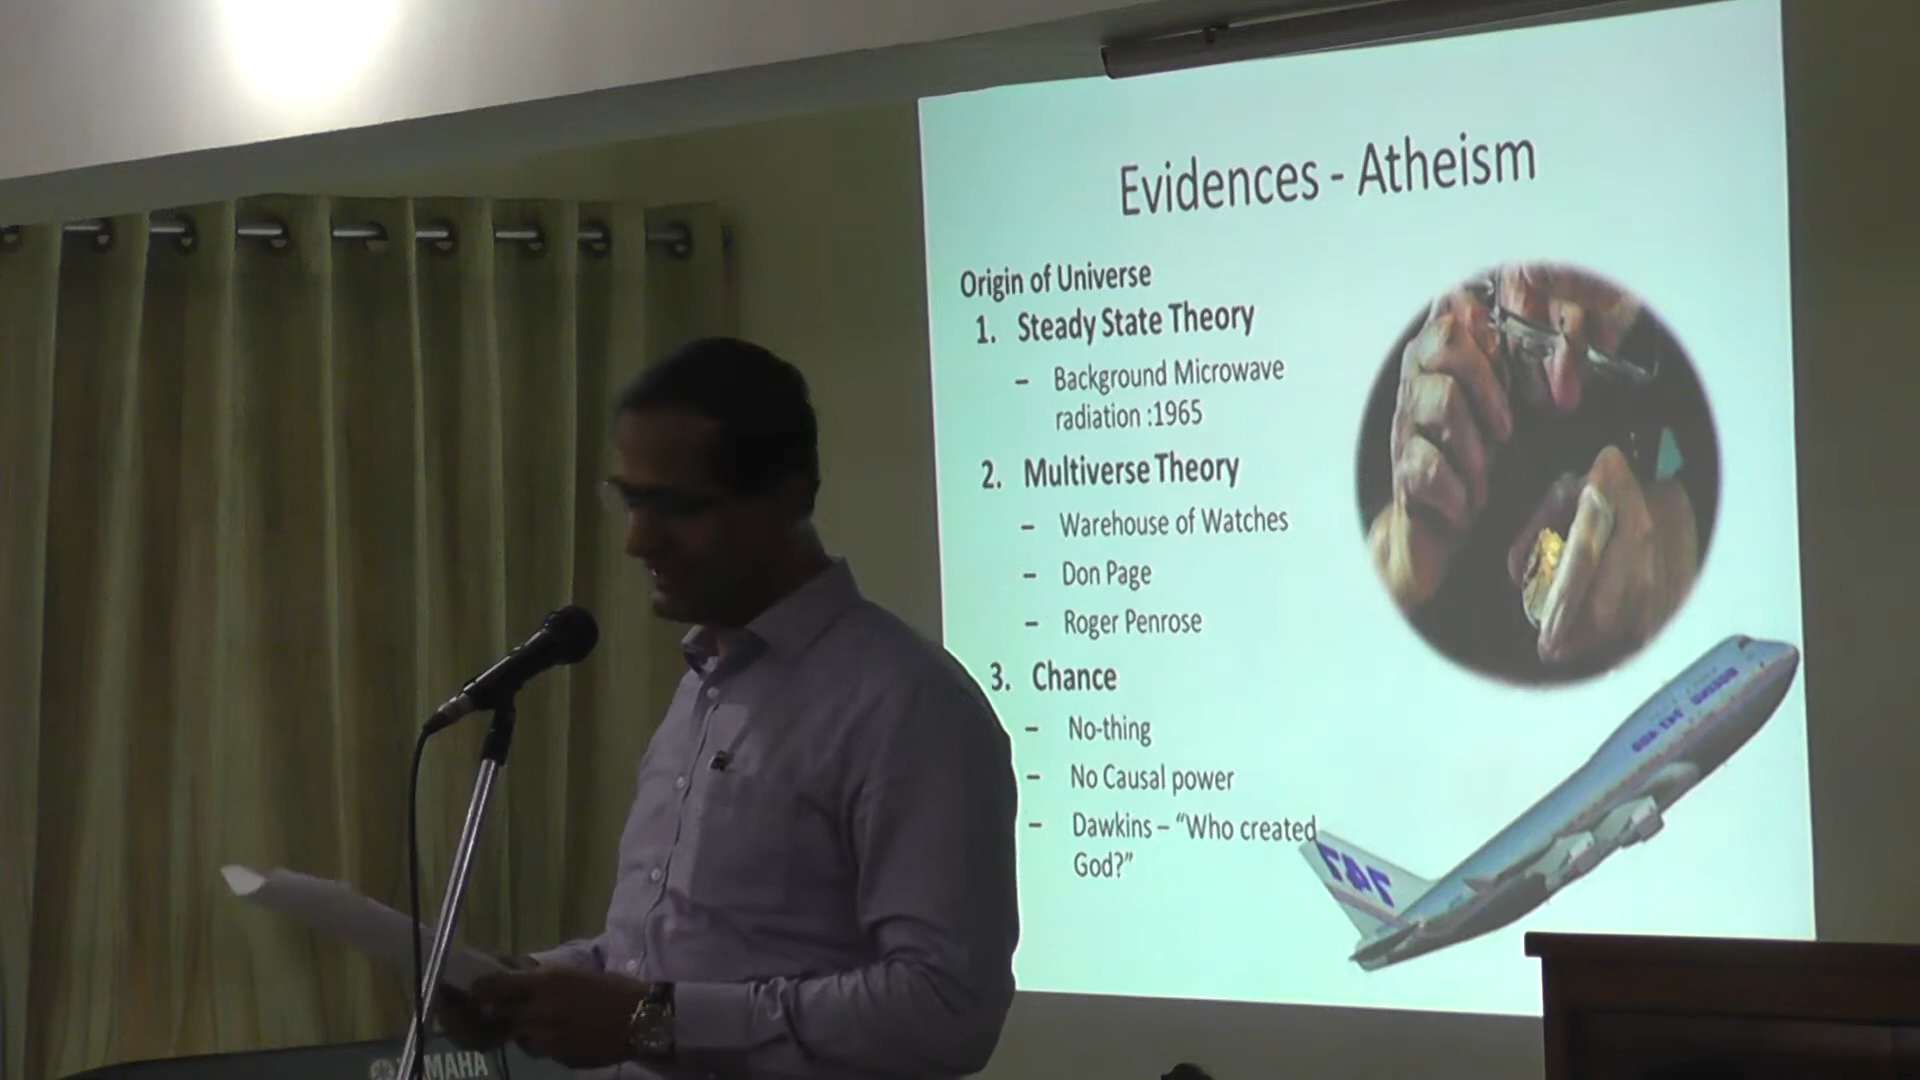 Evidences - Atheism
Origin of Universe
1. Steady State Theory
– Background Microwave
radiation :1965
2. Multiverse Theory
– Warehouse of Watches
– Don Page
– Roger Penrose
3. Chance
– No-thing
– No Causal power
– Dawkins – “Who created
God?”
747
YAMAHA